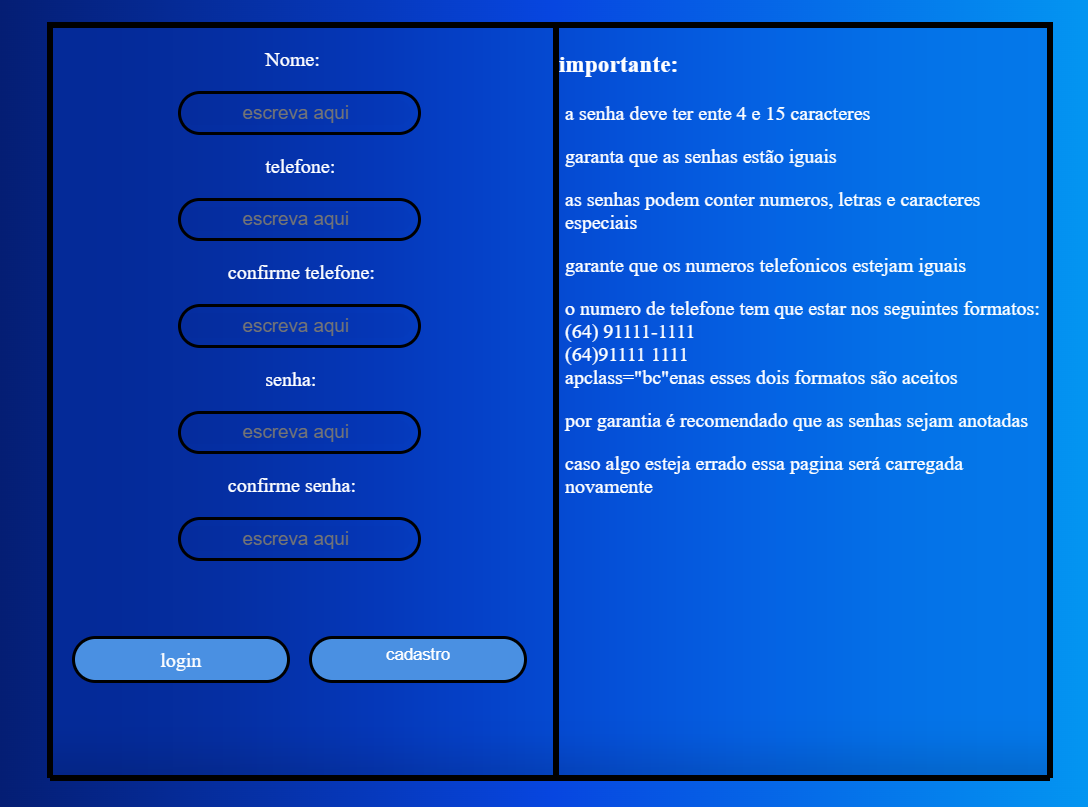 Nome:
escreva aqui
telefone:
escreva aqui
confirme telefone:
escreva aqui
senha:
escreva aqui
confirme senha:
escreva aqui
login
cadastro
importante:
a senha deve ter ente 4 e 15 caracteres
garanta que as senhas estão iguais
as senhas podem conter numeros, letras e caracteres
especiais
garante que os numeros telefonicos estejam iguais
o numero de telefone tem que estar nos seguintes formatos:
(64) 91111-1111
(64)91111 1111
apclass="bc"enas esses dois formatos são aceitos
por garantia é recomendado que as senhas sejam anotadas
caso algo esteja errado essa pagina será carregada
novamente